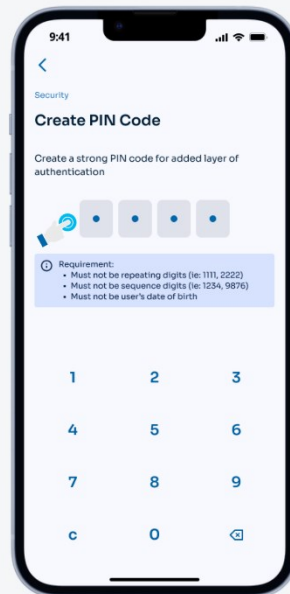 9:41
Security
Create PIN Code
Create a strong PIN code for added layer of
authentication
Requirement:
• Must not be repeating digits (ie: 1111, 2222)
• Must not be sequence digits (ie: 1234, 9876)
• Must not be user's date of birth
1 2 3
4 5 6
7 8 9
c 0